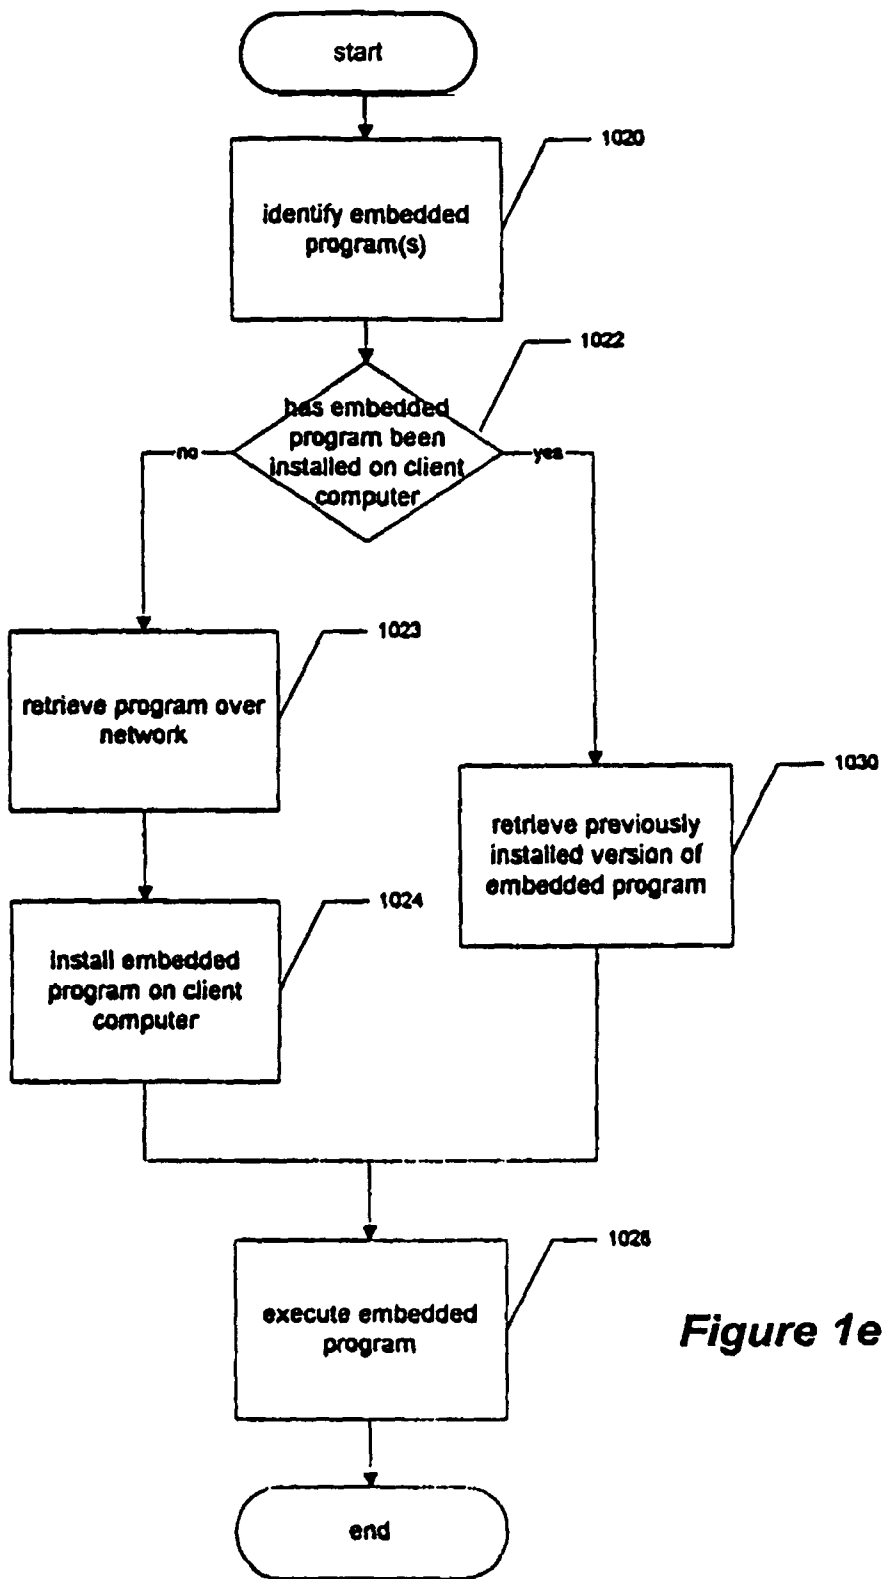 start
1020
identify embedded
program(s)
1022
has embedded
program been
installed on client
computer
no
yes
1023
retrieve program over
network
1030
retrieve previously
installed version of
embedded program
1024
install embedded
program on client
computer
execute embedded
program
Figure 1e
end